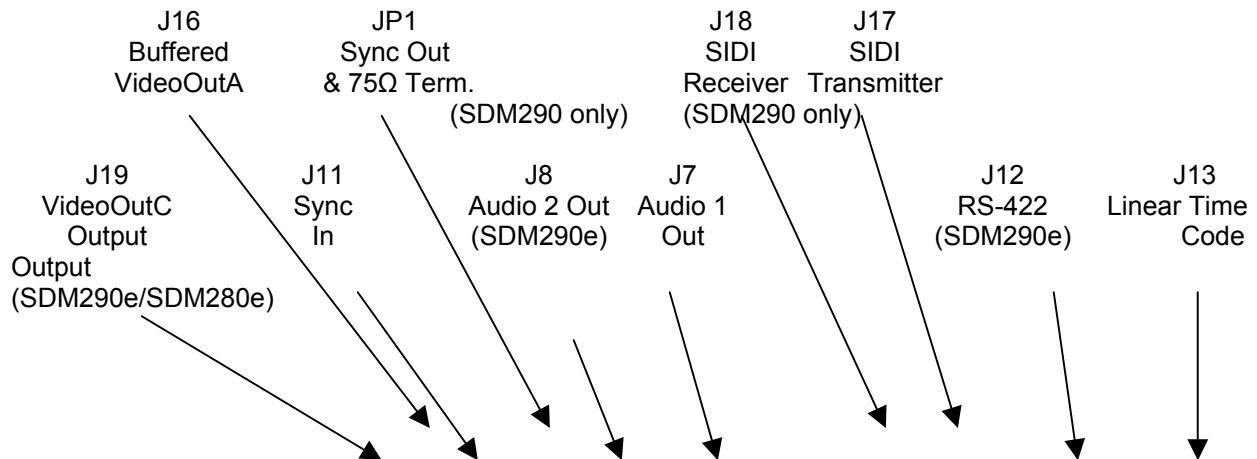 J16 JP1 J18 J17
Buffered Sync Out SIDI SIDI
VideoOutA & 75Ω Term. Receiver Transmitter
(SDM290 only) (SDM290 only)
J19 J11 J8 J7 J12 J13
VideoOutC Sync Audio 2 Out Audio 1 RS-422 Linear Time
Output In (SDM290e) Out (SDM290e) Code
Output
(SDM290e/SDM280e)